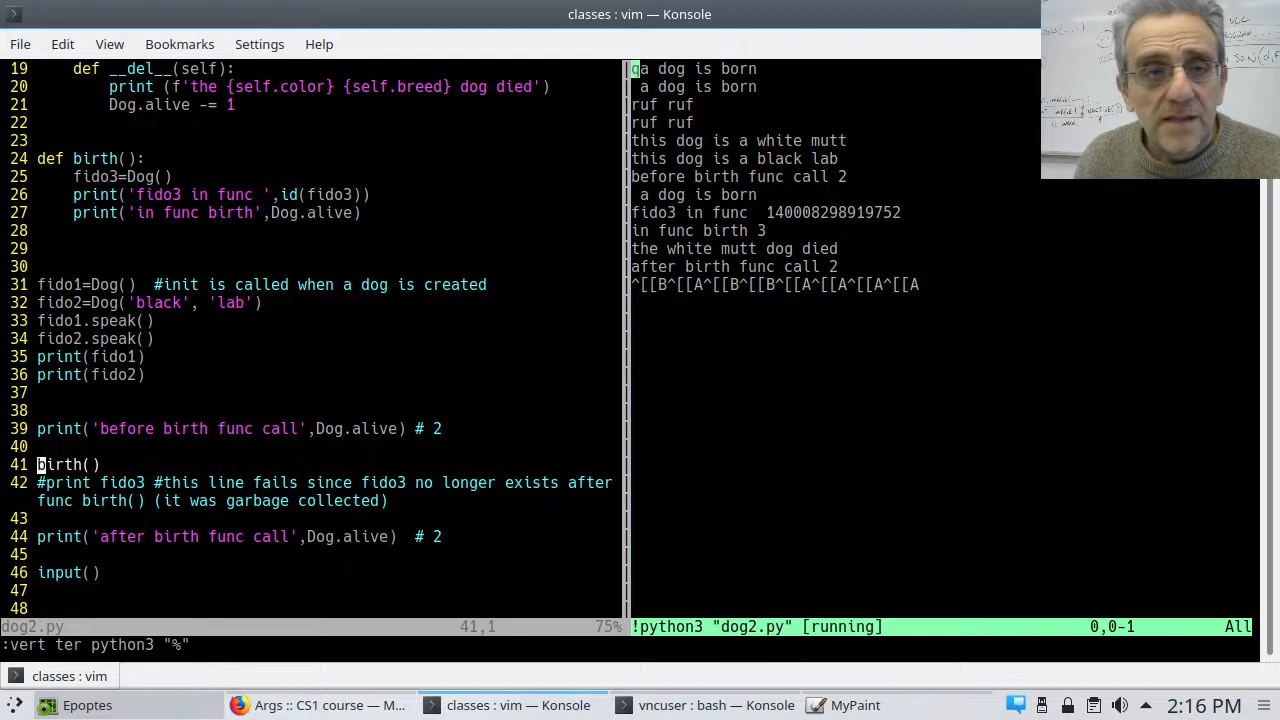 classes : vim — Konsole
File Edit View Bookmarks Settings Help
19     def __del__(self):
20         print (f'the {self.color} {self.breed} dog died')
21         Dog.alive -= 1
22
23
24 def birth():
25     fido3=Dog()
26     print('fido3 in func ',id(fido3))
27     print('in func birth',Dog.alive)
28
29
30
31 fido1=Dog()  #init is called when a dog is created
32 fido2=Dog('black', 'lab')
33 fido1.speak()
34 fido2.speak()
35 print(fido1)
36 print(fido2)
37
38
39 print('before birth func call',Dog.alive) # 2
40
41 birth()
42 #print fido3 #this line fails since fido3 no longer exists after
func birth() (it was garbage collected)
43
44 print('after birth func call',Dog.alive)  # 2
45
46 input()
47
48
dog2.py 41,1 75%
:vert ter python3 "%"
qa dog is born
 a dog is born
ruf ruf
ruf ruf
this dog is a white mutt
this dog is a black lab
before birth func call 2
 a dog is born
fido3 in func  140008298919752
in func birth 3
the white mutt dog died
after birth func call 2
^[[B^[[A^[[B^[[B^[[A^[[A^[[A^[[A
!python3 "dog2.py" [running] 0,0-1 All
classes : vim
Epoptes
Args :: CS1 course — M...
classes : vim — Konsole
vncuser : bash — Konsole
MyPaint
2:16 PM